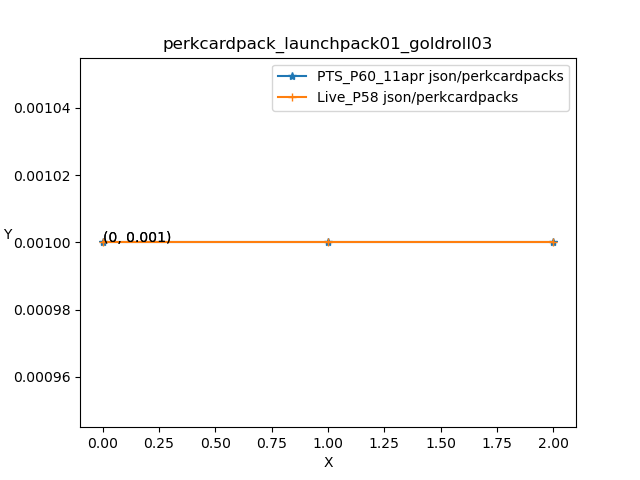 perkcardpack_launchpack01_goldroll03
PTS_P60_11apr json/perkcardpacks
Live_P58 json/perkcardpacks
0.00104
0.00102
Y
0.00100
(0, 0.001)
0.00098
0.00096
0.00 0.25 0.50 0.75 1.00 1.25 1.50 1.75 2.00
X